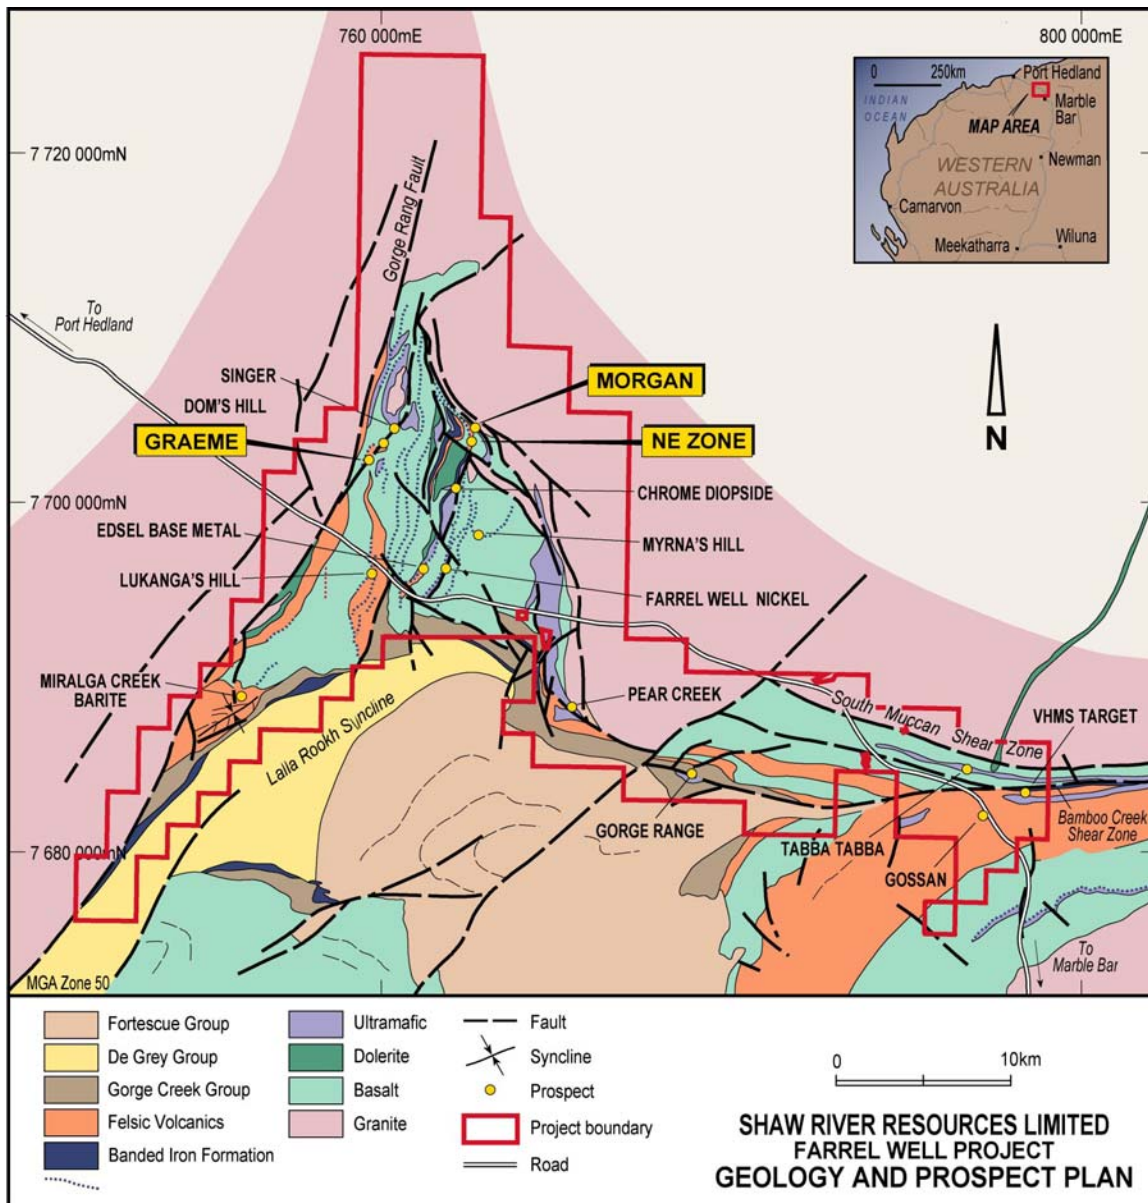 760 000mE
800 000mE
0 250km
Port Hedland
INDIAN
OCEAN
Marble
Bar
MAP AREA
Newman
WESTERN
AUSTRALIA
Carnarvon
Meekatharra
Wiluna
7 720 000mN
Gorge Rang Fault
To
Port Hedland
SINGER
DOM'S HILL
MORGAN
GRAEME
NE ZONE
N
7 700 000mN
CHROME DIOPSIDE
EDSEL BASE METAL
MYRNA'S HILL
LUKANGA'S HILL
FARREL WELL NICKEL
MIRALGA CREEK
BARITE
PEAR CREEK
Lalla Rookh Syncline
South Muccan Shear Zone
VHMS TARGET
GORGE RANGE
Bamboo Creek
Shear Zone
TABBA TABBA
7 680 000mN
GOSSAN
To
Marble Bar
MGA Zone 50
Fortescue Group
De Grey Group
Gorge Creek Group
Felsic Volcanics
Banded Iron Formation
Ultramafic
Dolerite
Basalt
Granite
Fault
Syncline
Prospect
Project boundary
Road
0 10km
SHAW RIVER RESOURCES LIMITED
FARREL WELL PROJECT
GEOLOGY AND PROSPECT PLAN